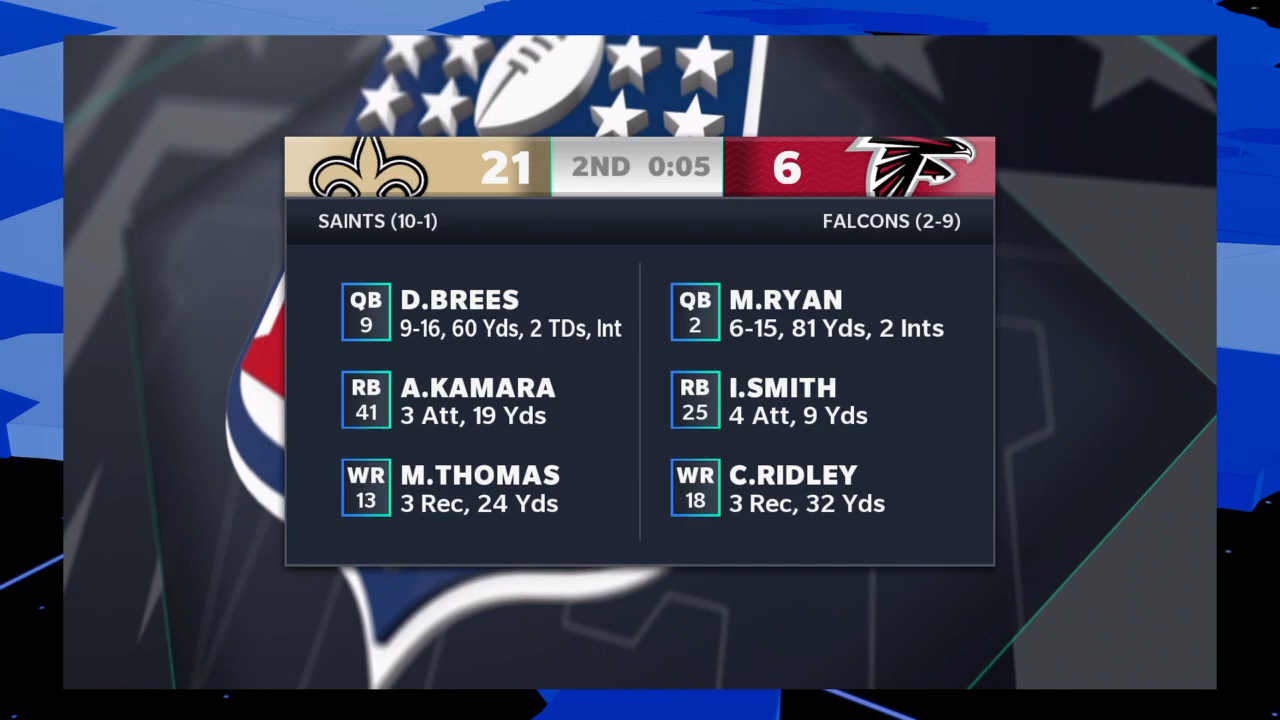 21 2ND 0:05 6
SAINTS (10-1) FALCONS (2-9)
QB D.BREES
9 9-16, 60 Yds, 2 TDs, Int
RB A.KAMARA
41 3 Att, 19 Yds
WR M.THOMAS
13 3 Rec, 24 Yds
QB M.RYAN
2 6-15, 81 Yds, 2 Ints
RB I.SMITH
25 4 Att, 9 Yds
WR C.RIDLEY
18 3 Rec, 32 Yds